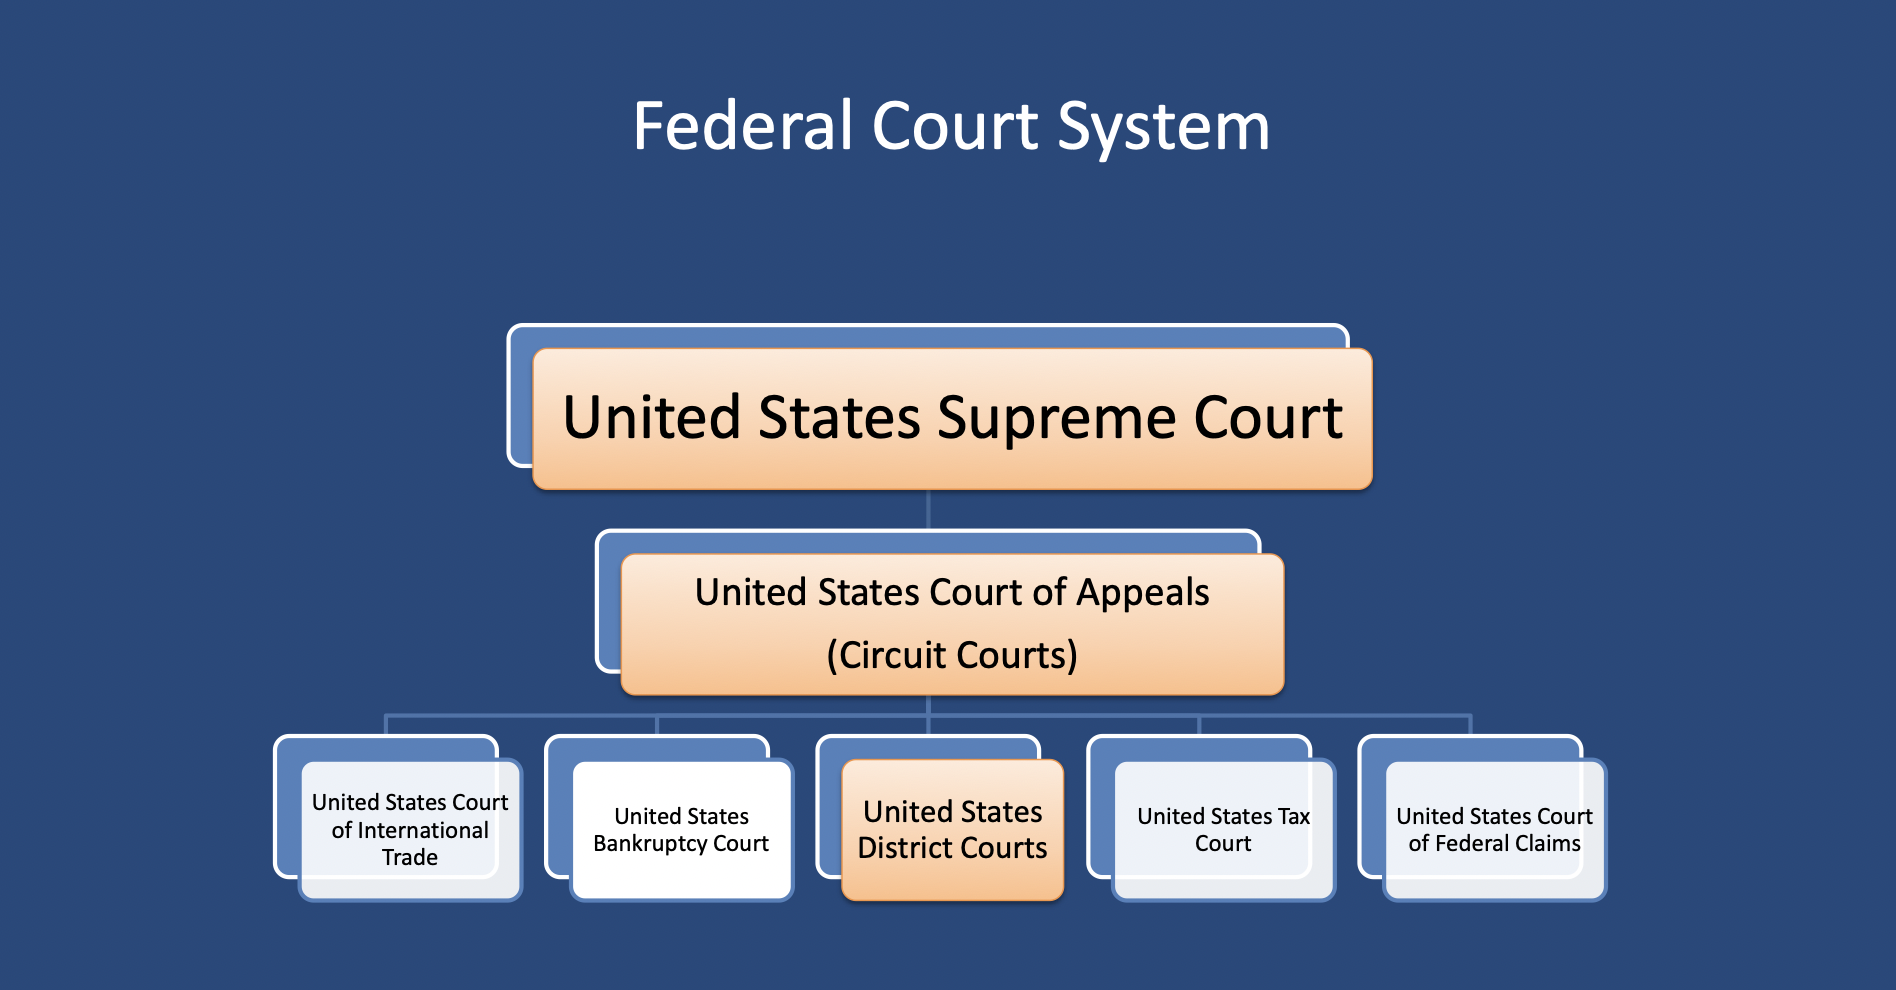 Federal Court System
United States Supreme Court
United States Court of Appeals
(Circuit Courts)
United States Court
of International
Trade
United States
Bankruptcy Court
United States
District Courts
United States Tax
Court
United States Court
of Federal Claims